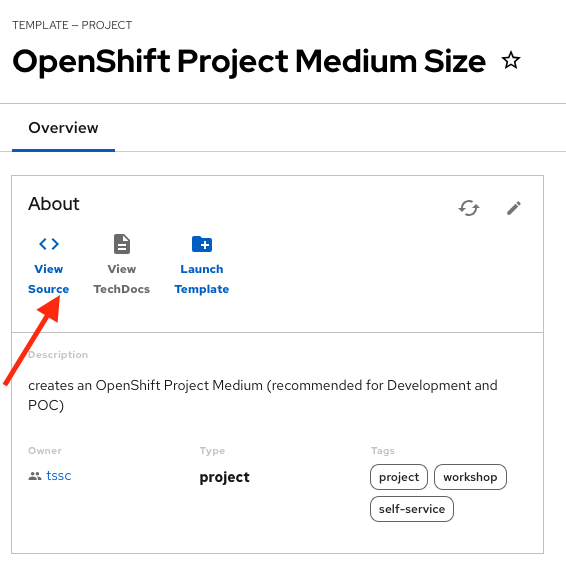 TEMPLATE — PROJECT
OpenShift Project Medium Size
Overview
About
View Source
View TechDocs
Launch Template
Description
creates an OpenShift Project Medium (recommended for Development and
POC)
Owner
tssc
Type
project
Tags
project
workshop
self-service